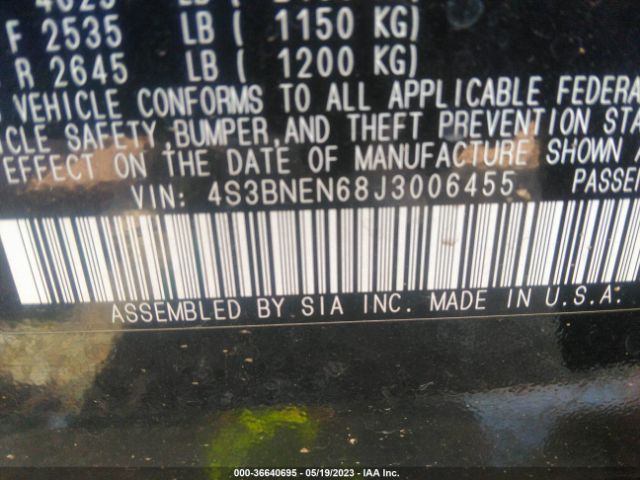 F 2535 LB ( 1150 KG)
R 2645 LB ( 1200 KG)
VEHICLE CONFORMS TO ALL APPLICABLE FEDERA
CLE SAFETY, BUMPER, AND THEFT PREVENTION STA
EFFECT ON THE DATE OF MANUFACTURE SHOWN A
VIN: 4S3BNEN68J3006455 PASSEN
ASSEMBLED BY SIA INC. MADE IN U.S.A.
000-36640695 - 05/19/2023 - IAA Inc.